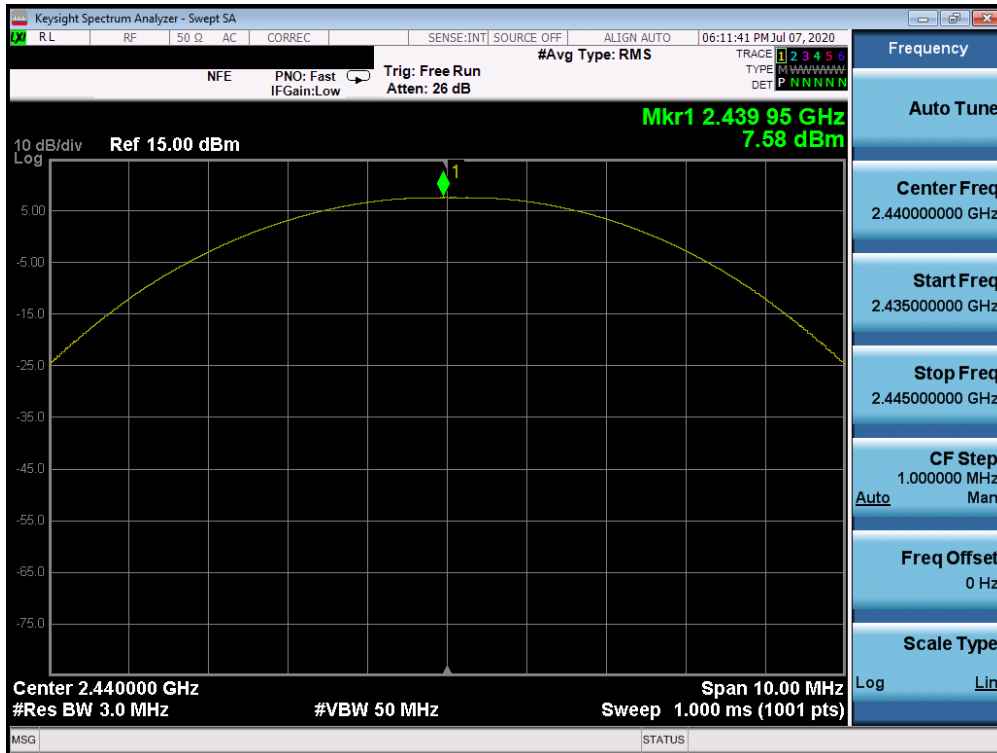 Keysight Spectrum Analyzer - Swept SA
LXI RL RF 50 Ω AC CORREC SENSE:INT SOURCE OFF ALIGN AUTO 06:11:41 PM Jul 07, 2020
#Avg Type: RMS TRACE 1 2 3 4 5 6
NFE PNO: Fast Trig: Free Run TYPE M WWWWW
IFGain:Low Atten: 26 dB DET P N N N N N
Mkr1 2.439 95 GHz
7.58 dBm
10 dB/div Ref 15.00 dBm
Log
1
5.00
-5.00
-15.0
-25.0
-35.0
-45.0
-55.0
-65.0
-75.0
Center 2.440000 GHz Span 10.00 MHz
#Res BW 3.0 MHz #VBW 50 MHz Sweep 1.000 ms (1001 pts)
MSG STATUS
Frequency
Auto Tune
Center Freq
2.440000000 GHz
Start Freq
2.435000000 GHz
Stop Freq
2.445000000 GHz
CF Step
1.000000 MHz
Auto Man
Freq Offset
0 Hz
Scale Type
Log Lin